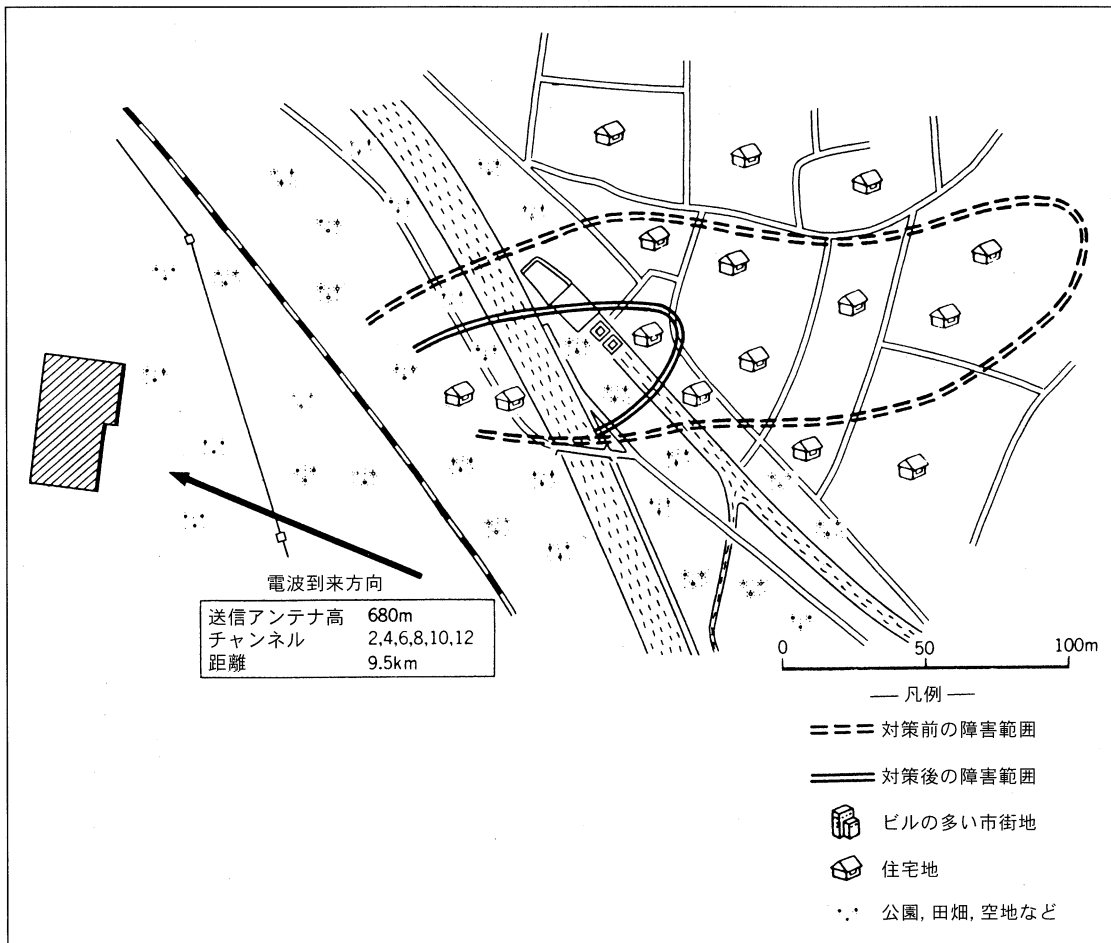 電波到来方向
送信アンテナ高 680m
チャンネル 2,4,6,8,10,12
距離 9.5km
0 50 100m
— 凡例 —
対策前の障害範囲
対策後の障害範囲
ビルの多い市街地
住宅地
公園, 田畑, 空地など